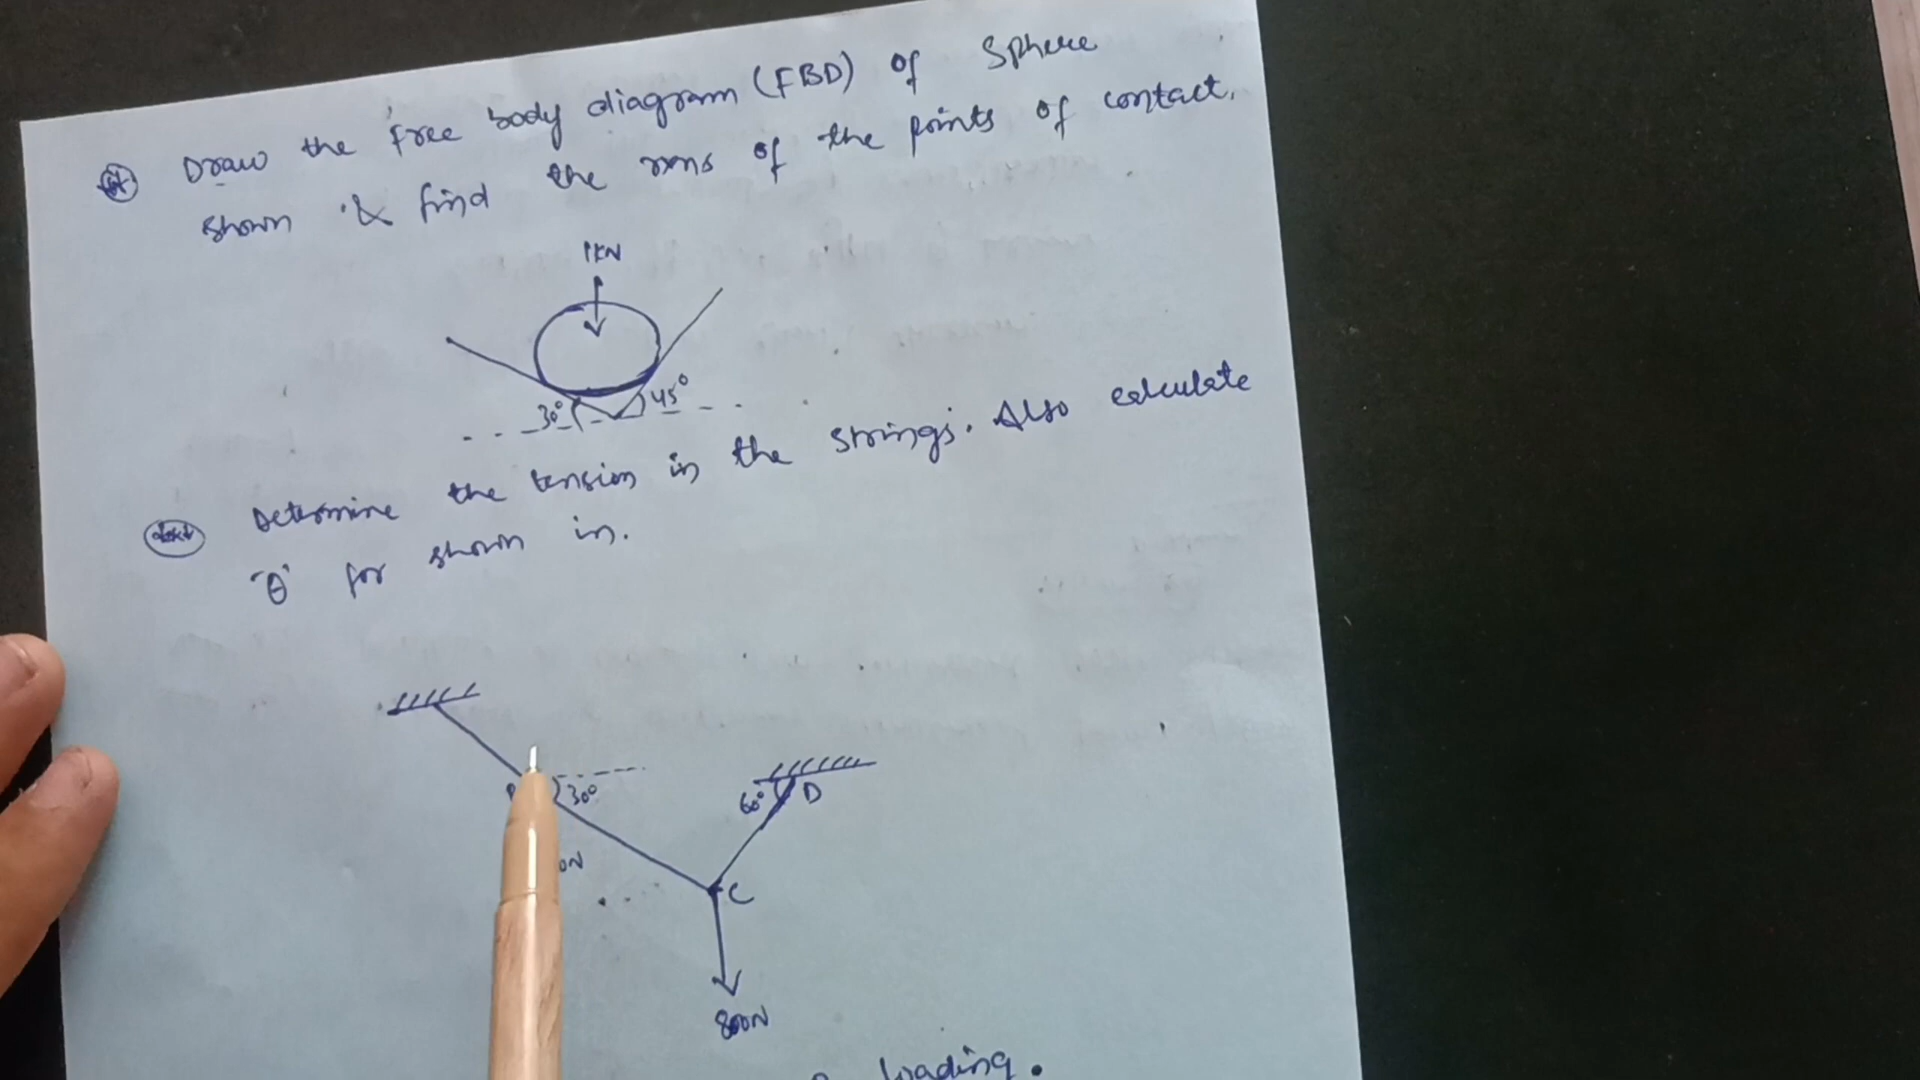 Draw the free body diagram (FBD) of Sphere
shown & find the rxns of the points of contact.
1KN
30°
45°
Determine the tension in the strings. Also calculate
'θ' for shown in.
30°
60°
D
C
800N
loading.